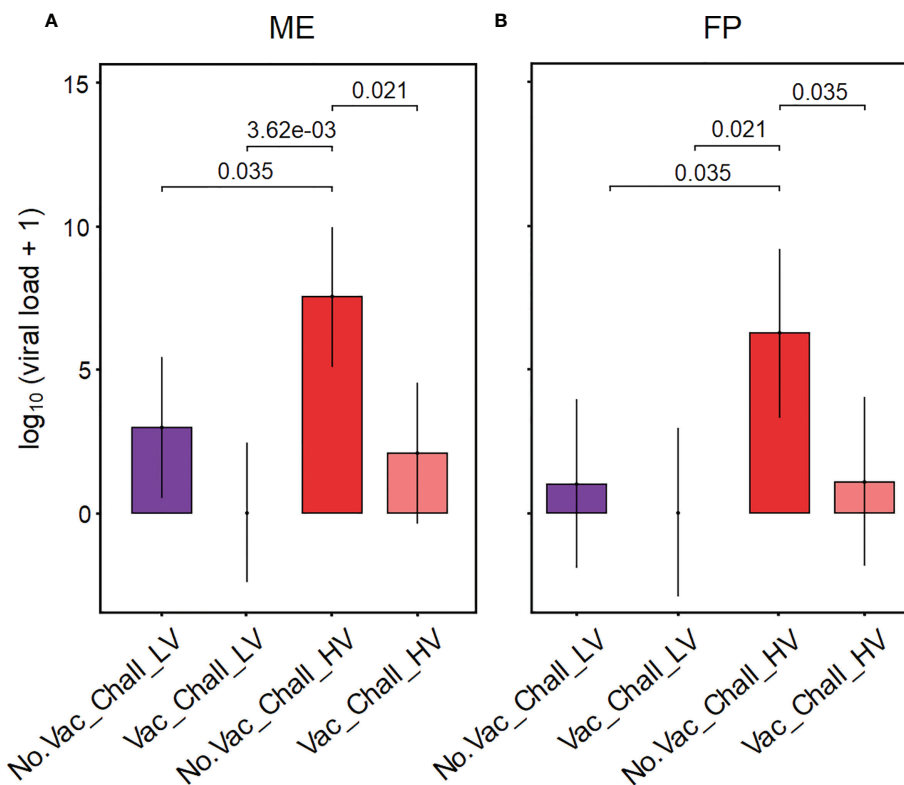 A
ME
B
FP
log₁₀ (viral load + 1)
15
10
5
0
0.021
3.62e-03
0.035
0.035
0.021
0.035
No.Vac_Chall_LV
Vac_Chall_LV
No.Vac_Chall_HV
Vac_Chall_HV
No.Vac_Chall_LV
Vac_Chall_LV
No.Vac_Chall_HV
Vac_Chall_HV